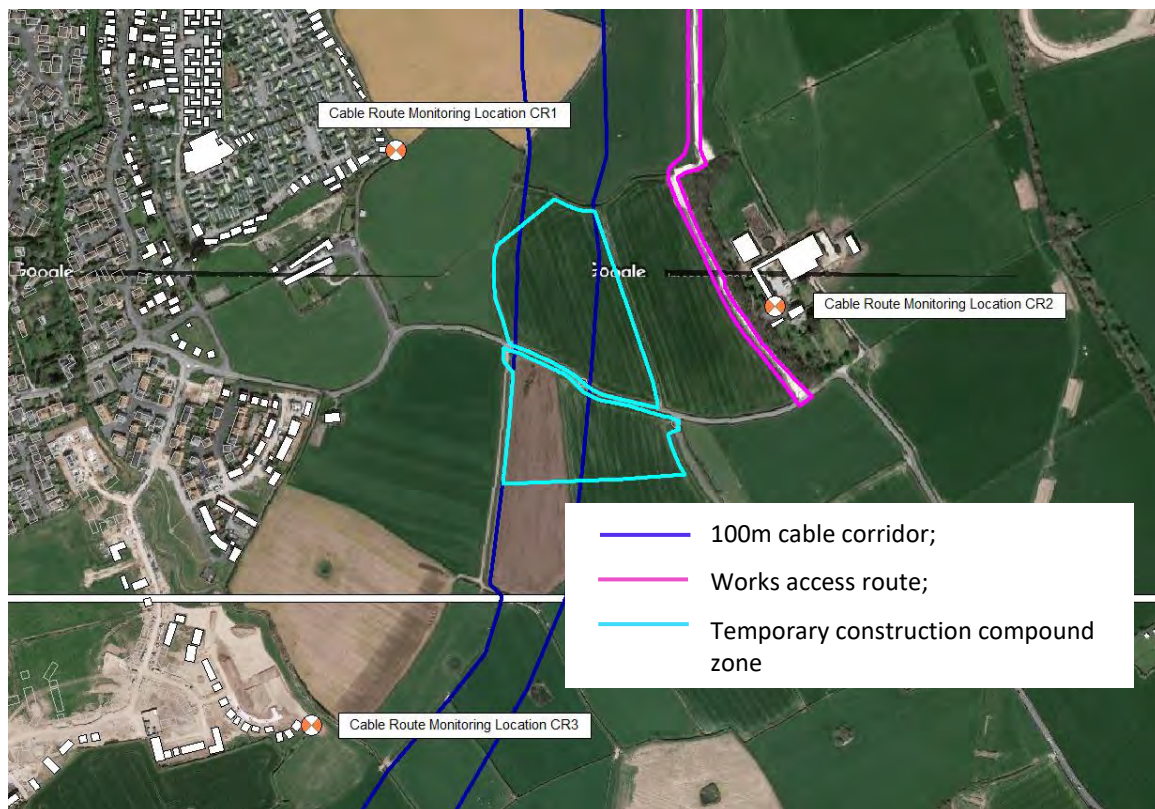 Cable Route Monitoring Location CR1
Google
Google
Cable Route Monitoring Location CR2
100m cable corridor;
Works access route;
Temporary construction compound
zone
Cable Route Monitoring Location CR3